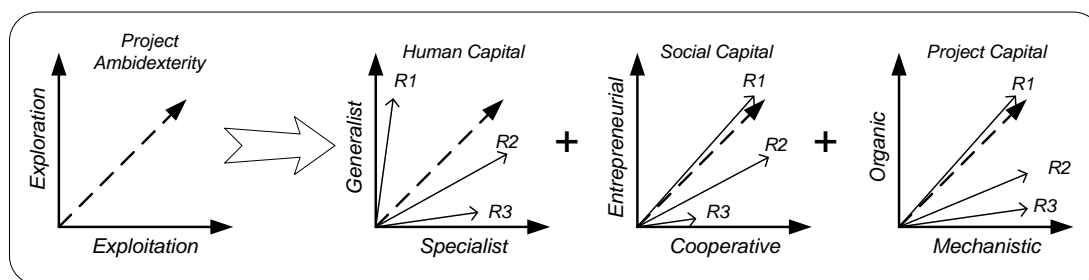 Project
Ambidexterity
Exploration
Exploitation
Human Capital
Generalist
R1
R2
R3
Specialist
+
Social Capital
Entrepreneurial
R1
R2
R3
Cooperative
+
Project Capital
Organic
R1
R2
R3
Mechanistic